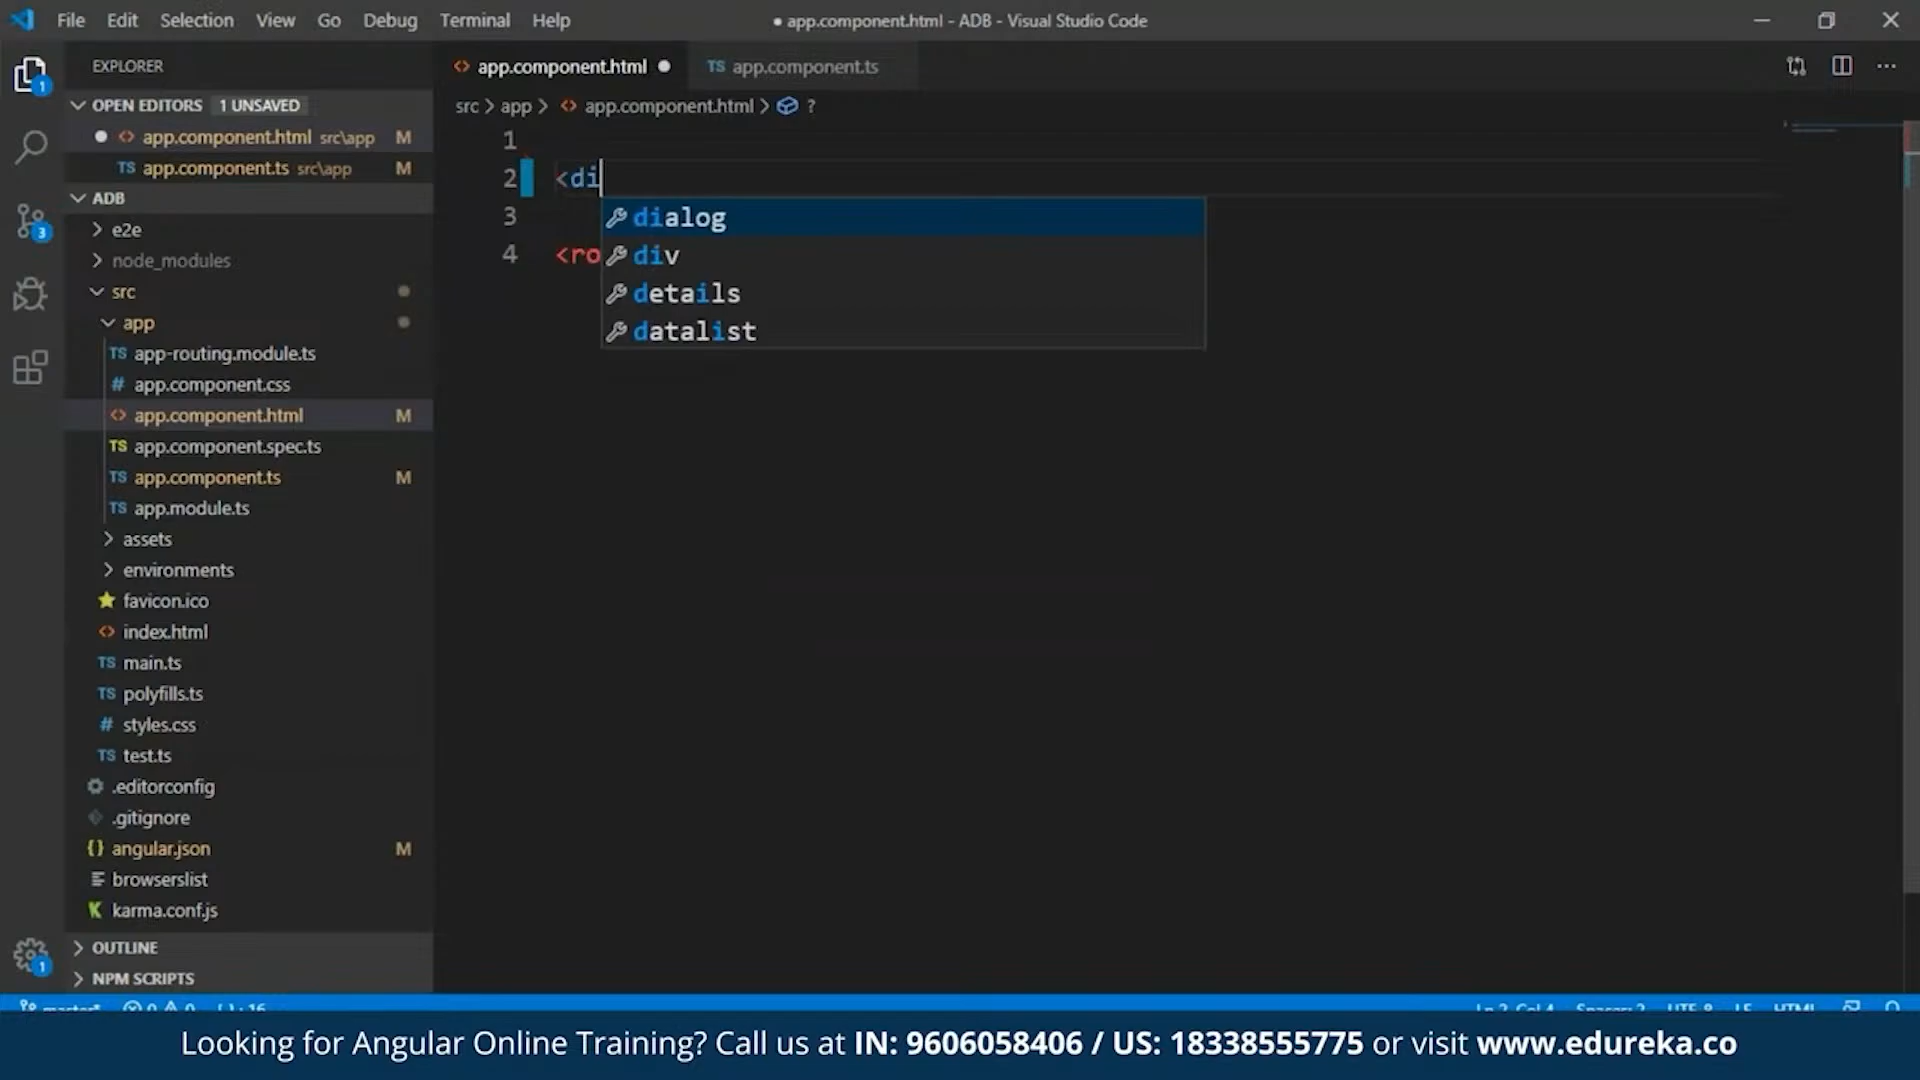 File Edit Selection View Go Debug Terminal Help
● app.component.html - ADB - Visual Studio Code
EXPLORER
OPEN EDITORS 1 UNSAVED
app.component.html src\app M
TS app.component.ts src\app M
ADB
e2e
node_modules
src
app
TS app-routing.module.ts
# app.component.css
<> app.component.html M
TS app.component.spec.ts
TS app.component.ts M
TS app.module.ts
assets
environments
favicon.ico
<> index.html
TS main.ts
TS polyfills.ts
# styles.css
TS test.ts
.editorconfig
.gitignore
{} angular.json M
browserslist
K karma.conf.js
OUTLINE
NPM SCRIPTS
1
3
1
<> app.component.html ●
TS app.component.ts
src > app > <> app.component.html > ?
1
2 <di
3
4 <ro
dialog
div
details
datalist
Looking for Angular Online Training? Call us at IN: 9606058406 / US: 18338555775 or visit www.edureka.co